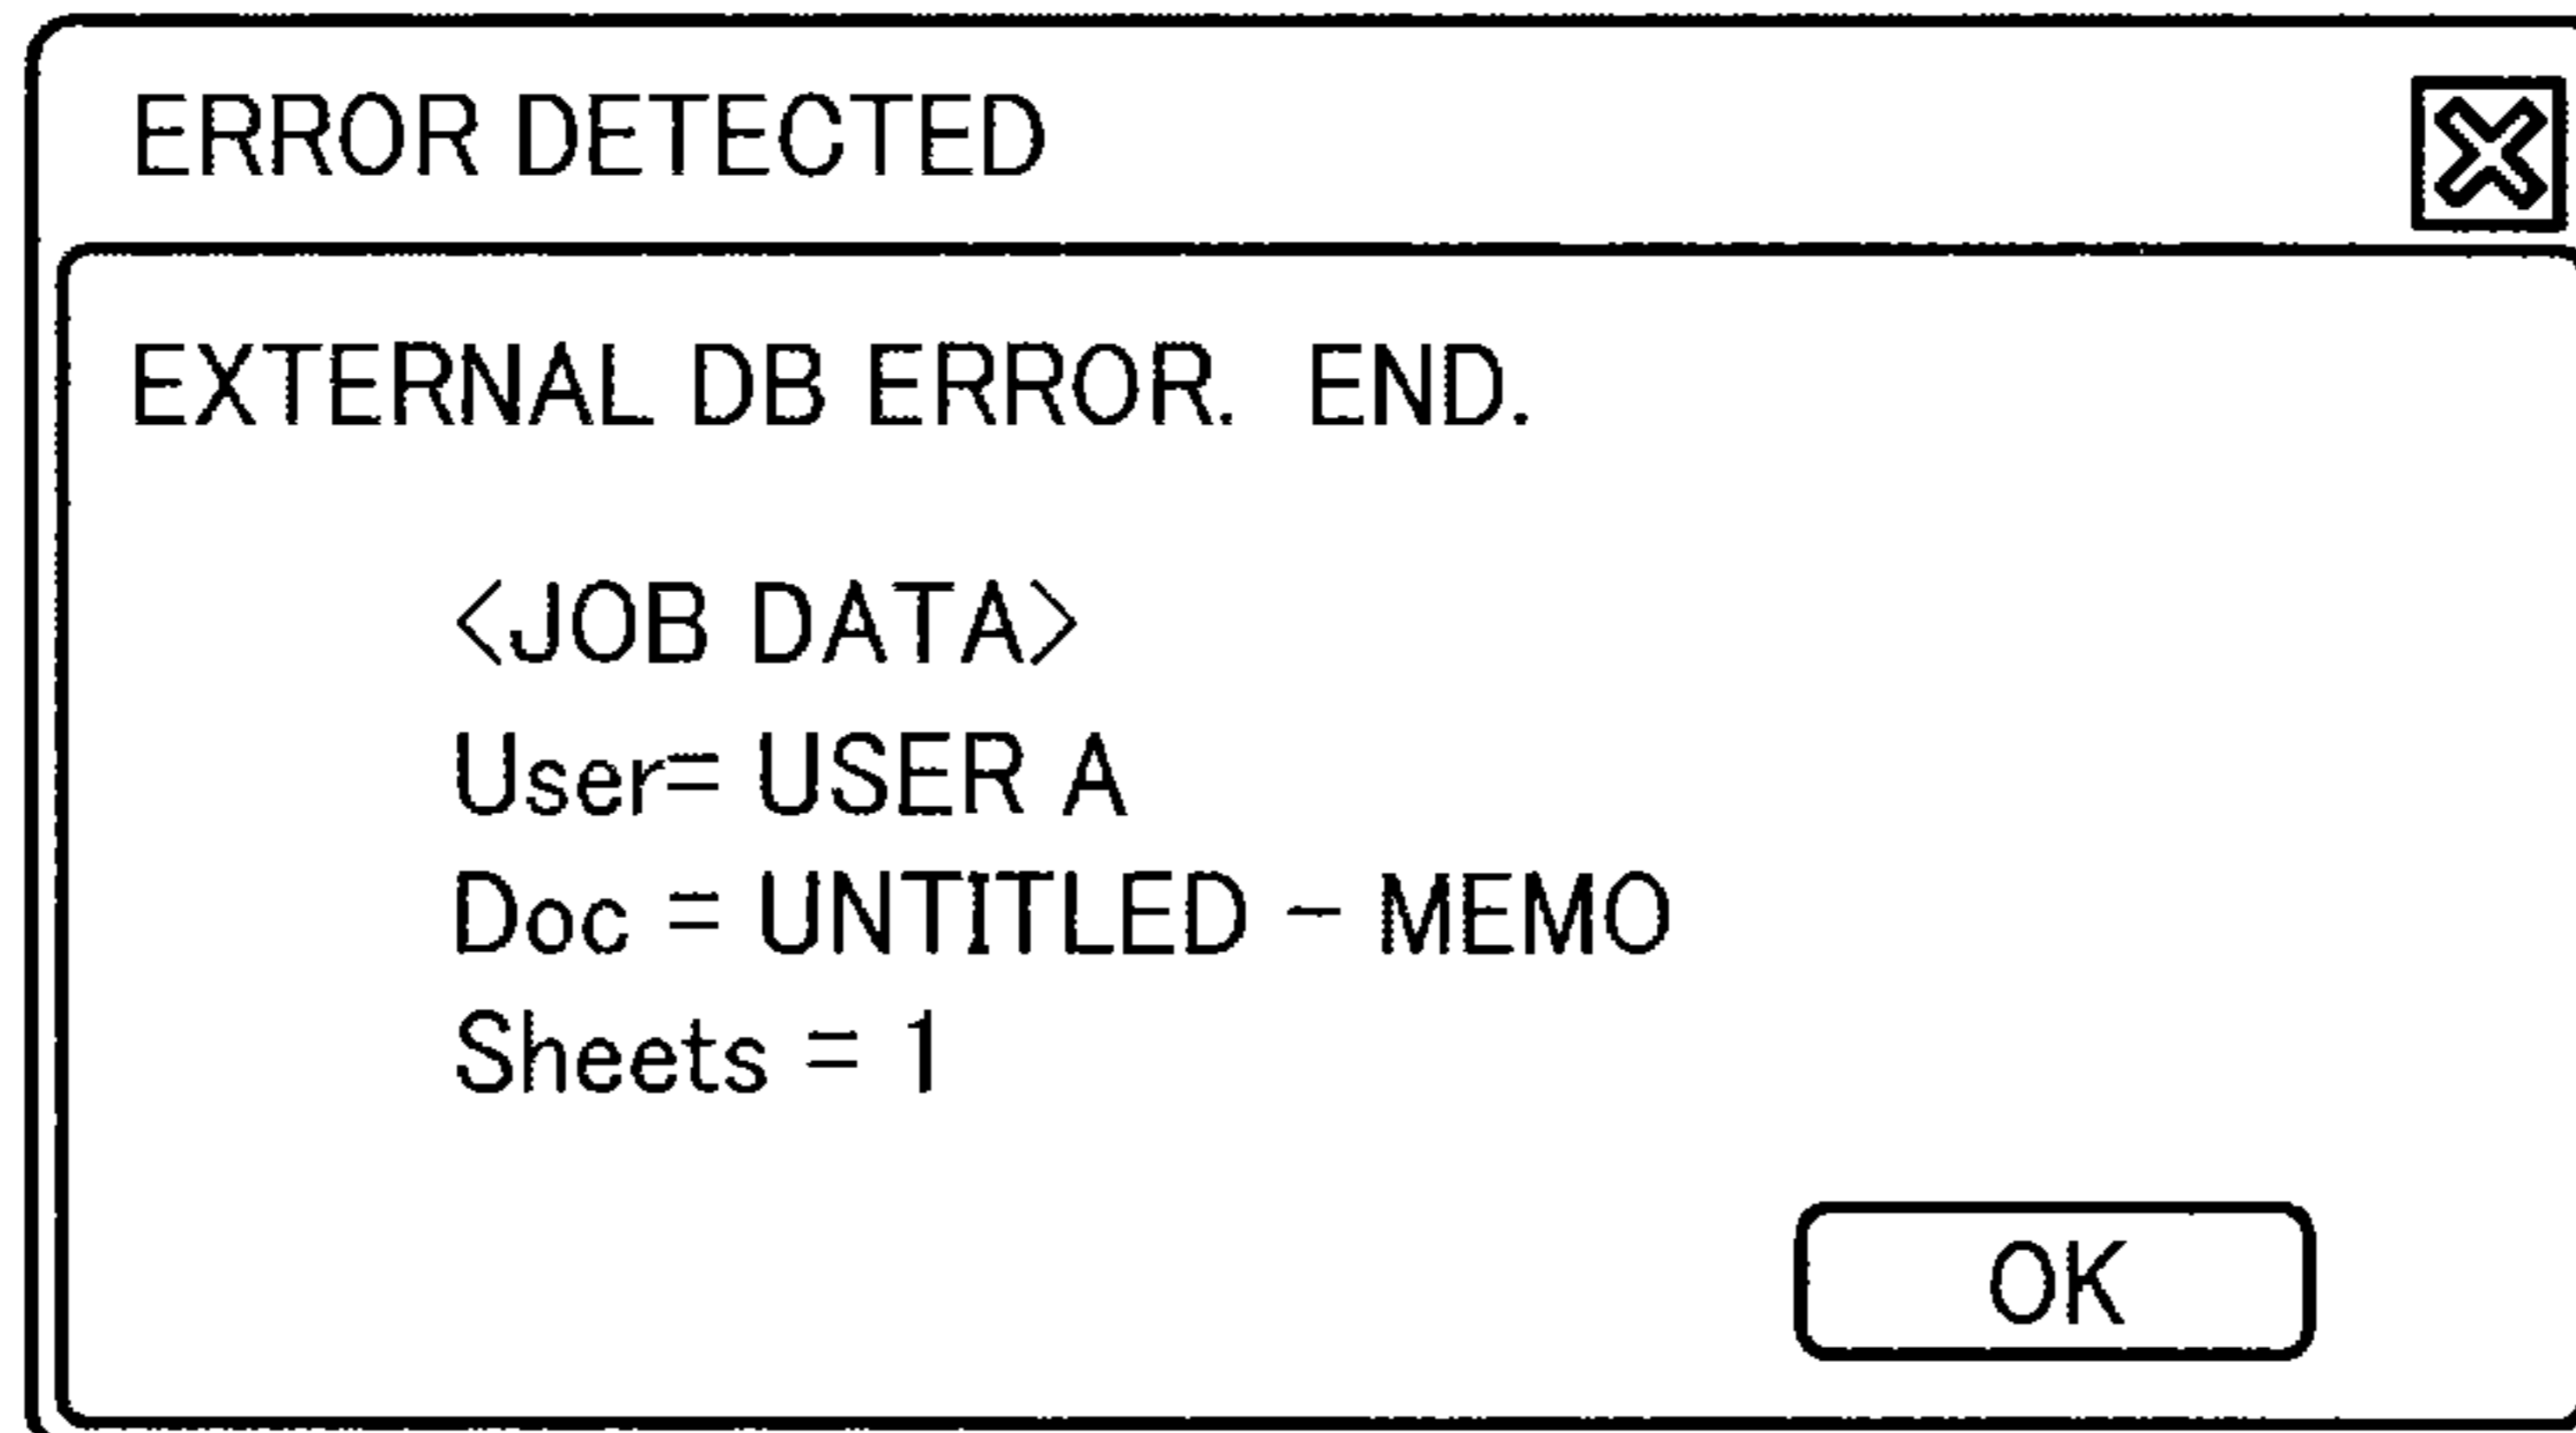 ERROR DETECTED
EXTERNAL DB ERROR. END.
<JOB DATA>
User= USER A
Doc = UNTITLED - MEMO
Sheets = 1
OK